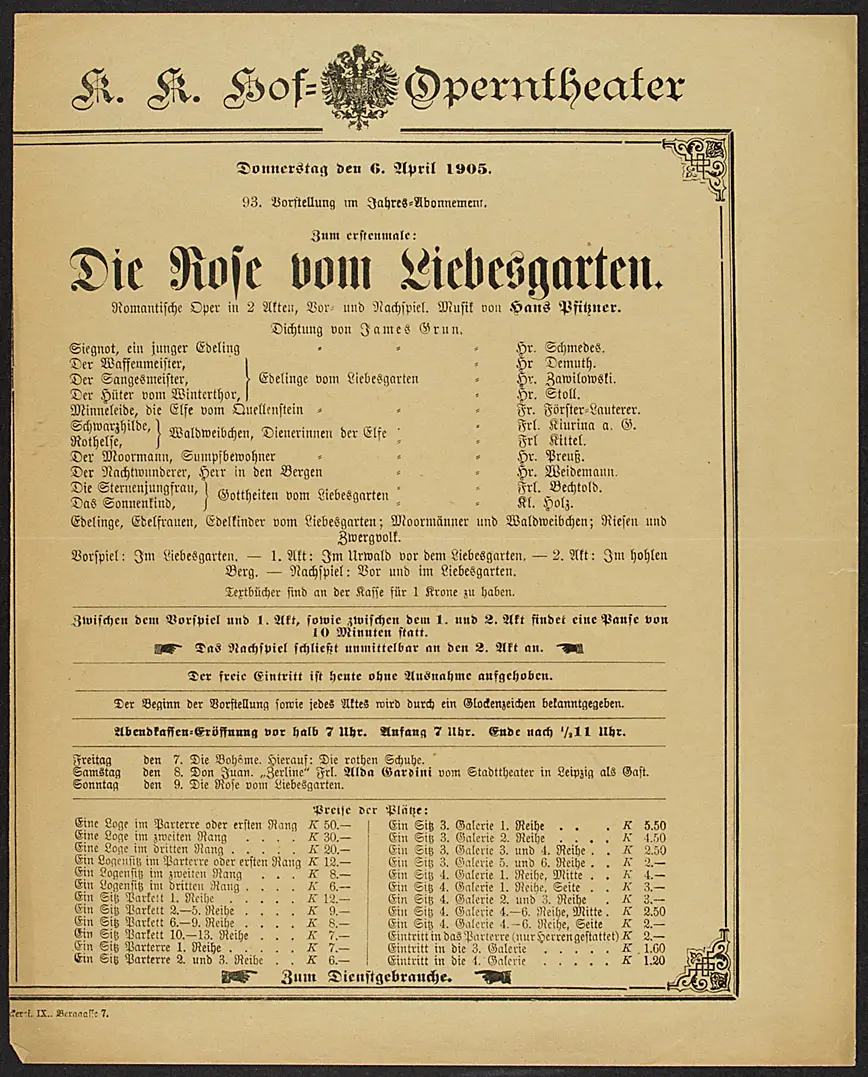 K. K. Hof-Operntheater
Donnerstag den 6. April 1905.
93. Vorstellung im Jahres-Abonnement.
Zum erstenmale:
Die Rose vom Liebesgarten.
Romantische Oper in 2 Akten, Vor- und Nachspiel. Musik von Hans Pfitzner.
Dichtung von James Grun.
Siegnot, ein junger Edeling Hr. Schmedes.
Der Waffenmeister, Hr Demuth.
Der Sangesmeister, Edelinge vom Liebesgarten Hr. Zawilowski.
Der Hüter vom Winterthor, Hr. Stoll.
Minneleide, die Elfe vom Quellenstein Fr. Förster-Lauterer.
Schwarzhilde, Frl. Kiurina a. G.
Waldweibchen, Dienerinnen der Elfe
Rothelfe, Frl Kittel.
Der Moormann, Sumpfbewohner Hr. Preuß.
Der Nachtwunderer, Herr in den Bergen Hr. Weidemann.
Die Sternenjungfrau, Frl. Bechtold.
Gottheiten vom Liebesgarten
Das Sonnenkind, Kl. Holz.
Edelinge, Edelfrauen, Edelkinder vom Liebesgarten; Moormänner und Waldweibchen; Riesen und
Zwergvolk.
Vorspiel: Im Liebesgarten. — 1. Akt: Im Urwald vor dem Liebesgarten. — 2. Akt: Im hohlen
Berg. — Nachspiel: Vor und im Liebesgarten.
Textbücher sind an der Kasse für 1 Krone zu haben.
Zwischen dem Vorspiel und 1. Akt, sowie zwischen dem 1. und 2. Akt findet eine Pause von
10 Minuten statt.
Das Nachspiel schließt unmittelbar an den 2. Akt an.
Der freie Eintritt ist heute ohne Ausnahme aufgehoben.
Der Beginn der Vorstellung sowie jedes Aktes wird durch ein Glockenzeichen bekanntgegeben.
Abendkassen-Eröffnung vor halb 7 Uhr. Anfang 7 Uhr. Ende nach ½11 Uhr.
Freitag den 7. Die Bohême. Hierauf: Die rothen Schuhe.
Samstag den 8. Don Juan. „Zerline“ Frl. Alda Gardini vom Stadttheater in Leipzig als Gast.
Sonntag den 9. Die Rose vom Liebesgarten.
Preise der Plätze:
Eine Loge im Parterre oder ersten Rang K 50.—
Eine Loge im zweiten Rang . . . . K 30.—
Eine Loge im dritten Rang . . . . . K 20.—
Ein Logensitz im Parterre oder ersten Rang K 12.—
Ein Logensitz im zweiten Rang . . . K 8.—
Ein Logensitz im dritten Rang . . . . K 6.—
Ein Sitz Parkett 1. Reihe . . . . . K 12.—
Ein Sitz Parkett 2.—5. Reihe . . . . K 9.—
Ein Sitz Parkett 6.—9. Reihe . . . . K 8.—
Ein Sitz Parkett 10.—13. Reihe . . . K 7.—
Ein Sitz Parterre 1. Reihe . . . . . K 7.—
Ein Sitz Parterre 2. und 3. Reihe . . K 6.—
Ein Sitz 3. Galerie 1. Reihe . . . K 5.50
Ein Sitz 3. Galerie 2. Reihe . . . . K 4.50
Ein Sitz 3. Galerie 3. und 4. Reihe . . K 2.50
Ein Sitz 3. Galerie 5. und 6. Reihe . . K 2.—
Ein Sitz 4. Galerie 1. Reihe, Mitte . . K 4.—
Ein Sitz 4. Galerie 1. Reihe, Seite . . K 3.—
Ein Sitz 4. Galerie 2. und 3. Reihe . K 3.—
Ein Sitz 4. Galerie 4.—6. Reihe, Mitte . K 2.50
Ein Sitz 4. Galerie 4.—6. Reihe, Seite K 2.—
Eintritt in das Parterre (nur Herren gestattet) K 2.—
Eintritt in die 3. Galerie . . . . . K 1.60
Eintritt in die 4. Galerie . . . . . K 1.20
Zum Dienstgebrauche.
IX., Berggasse 7.